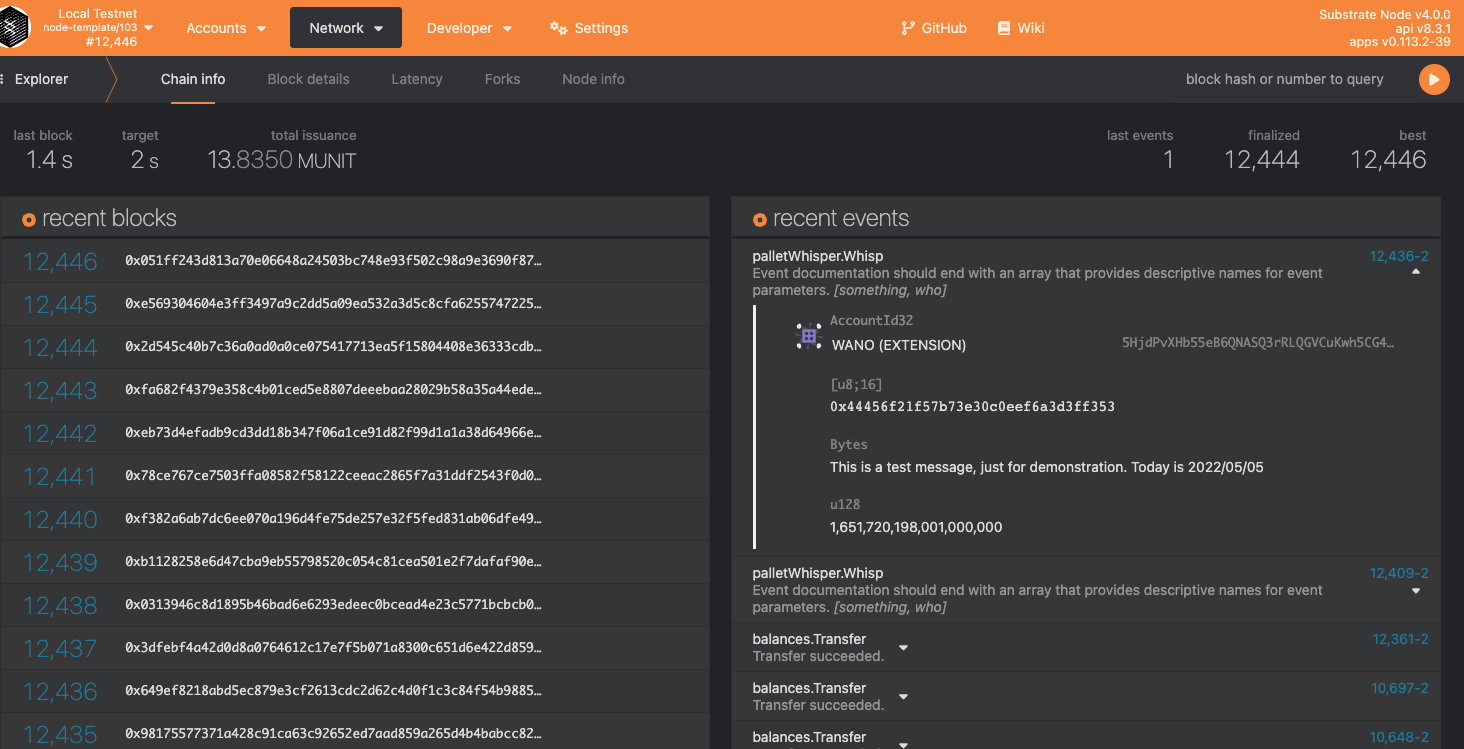 Local Testnet
node-template/103
#12,446
Accounts
Network
Developer
Settings
GitHub
Wiki
Substrate Node v4.0.0
api v8.3.1
apps v0.113.2-39
Explorer
Chain info
Block details
Latency
Forks
Node info
block hash or number to query
last block
1.4 s
target
2 s
total issuance
13.8350 MUNIT
last events
1
finalized
12,444
best
12,446
recent blocks
12,446 0x051ff243d813a70e06648a24503bc748e93f502c98a9e3690f87…
12,445 0xe569304604e3ff3497a9c2dd5a09ea532a3d5c8cfa6255747225…
12,444 0x2d545c40b7c36a0ad0a0ce075417713ea5f15804408e36333cdb…
12,443 0xfa682f4379e358c4b01ced5e8807deeebaa28029b58a35a44ede…
12,442 0xeb73d4efadb9cd3dd18b347f06a1ce91d82f99d1a1a38d64966e…
12,441 0x78ce767ce7503ffa08582f58122ceeac2865f7a31ddf2543f0d0…
12,440 0xf382a6ab7dc6ee070a196d4fe75de257e32f5fed831ab06dfe49…
12,439 0xb1128258e6d47cba9eb55798520c054c81cea501e2f7dafaf90e…
12,438 0x0313946c8d1895b46bad6e6293edeec0bcead4e23c5771bcbcb0…
12,437 0x3dfebf4a42d0d8a0764612c17e7f5b071a8300c651d6e422d859…
12,436 0x649ef8218abd5ec879e3cf2613cdc2d62c4d0f1c3c84f54b9885…
12,435 0x98175577371a428c91ca63c92652ed7aad859a265d4b4babcc82…
recent events
palletWhisper.Whisp 12,436-2
Event documentation should end with an array that provides descriptive names for event
parameters. [something, who]
AccountId32
WANO (EXTENSION) 5HjdPvXHb55eB6QNASQ3rRLQGVCuKwh5CG4…
[u8;16]
0x44456f21f57b73e30c0eef6a3d3ff353
Bytes
This is a test message, just for demonstration. Today is 2022/05/05
u128
1,651,720,198,001,000,000
palletWhisper.Whisp 12,409-2
Event documentation should end with an array that provides descriptive names for event
parameters. [something, who]
balances.Transfer 12,361-2
Transfer succeeded.
balances.Transfer 10,697-2
Transfer succeeded.
balances.Transfer 10,648-2